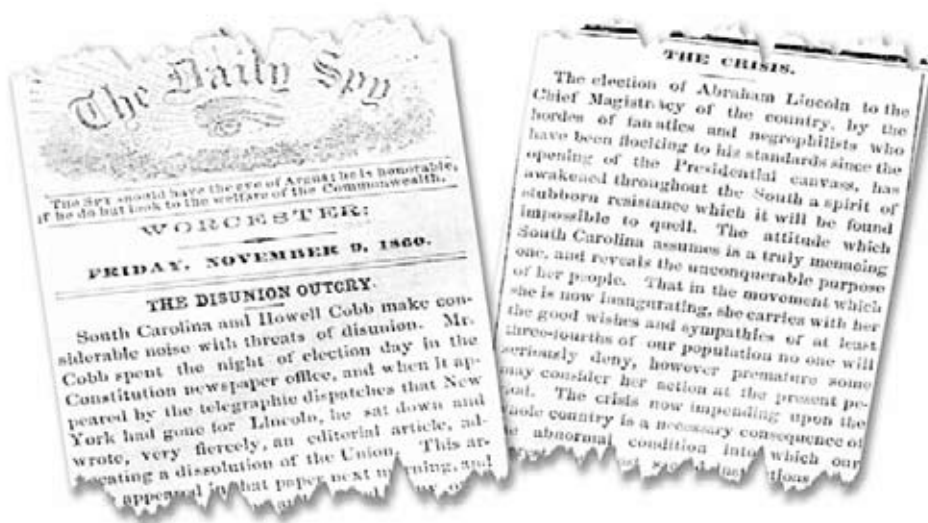 The Daily Spy
The Spy should have the eye of Argus; he is honorable,
if he do but look to the welfare of the Commonwealth.
WORCESTER:
FRIDAY, NOVEMBER 9, 1860.
THE DISUNION OUTCRY.
South Carolina and Howell Cobb make con-
siderable noise with threats of disunion. Mr.
Cobb spent the night of election day in the
Constitution newspaper office, and when it ap-
peared by the telegraphic dispatches that New
York had gone for Lincoln, he sat down and
wrote, very fiercely, an editorial article, ad-
ocating a dissolution of the Union. This ar-
appeared in that paper next morning, and
THE CRISIS.
The election of Abraham Lincoln to the
Chief Magistracy of the country, by the
hordes of fanatics and negrophilists who
have been flocking to his standards since the
opening of the Presidential canvass, has
awakened throughout the South a spirit of
stubborn resistance which it will be found
impossible to quell. The attitude which
South Carolina assumes is a truly menacing
one, and reveals the unconquerable purpose
of her people. That in the movement which
she is now inaugurating, she carries with her
the good wishes and sympathies of at least
three-fourths of our population no one will
seriously deny, however premature some
may consider her action at the present pe-
iod. The crisis now impending upon the
whole country is a necessary consequence of
abnormal condition into which our